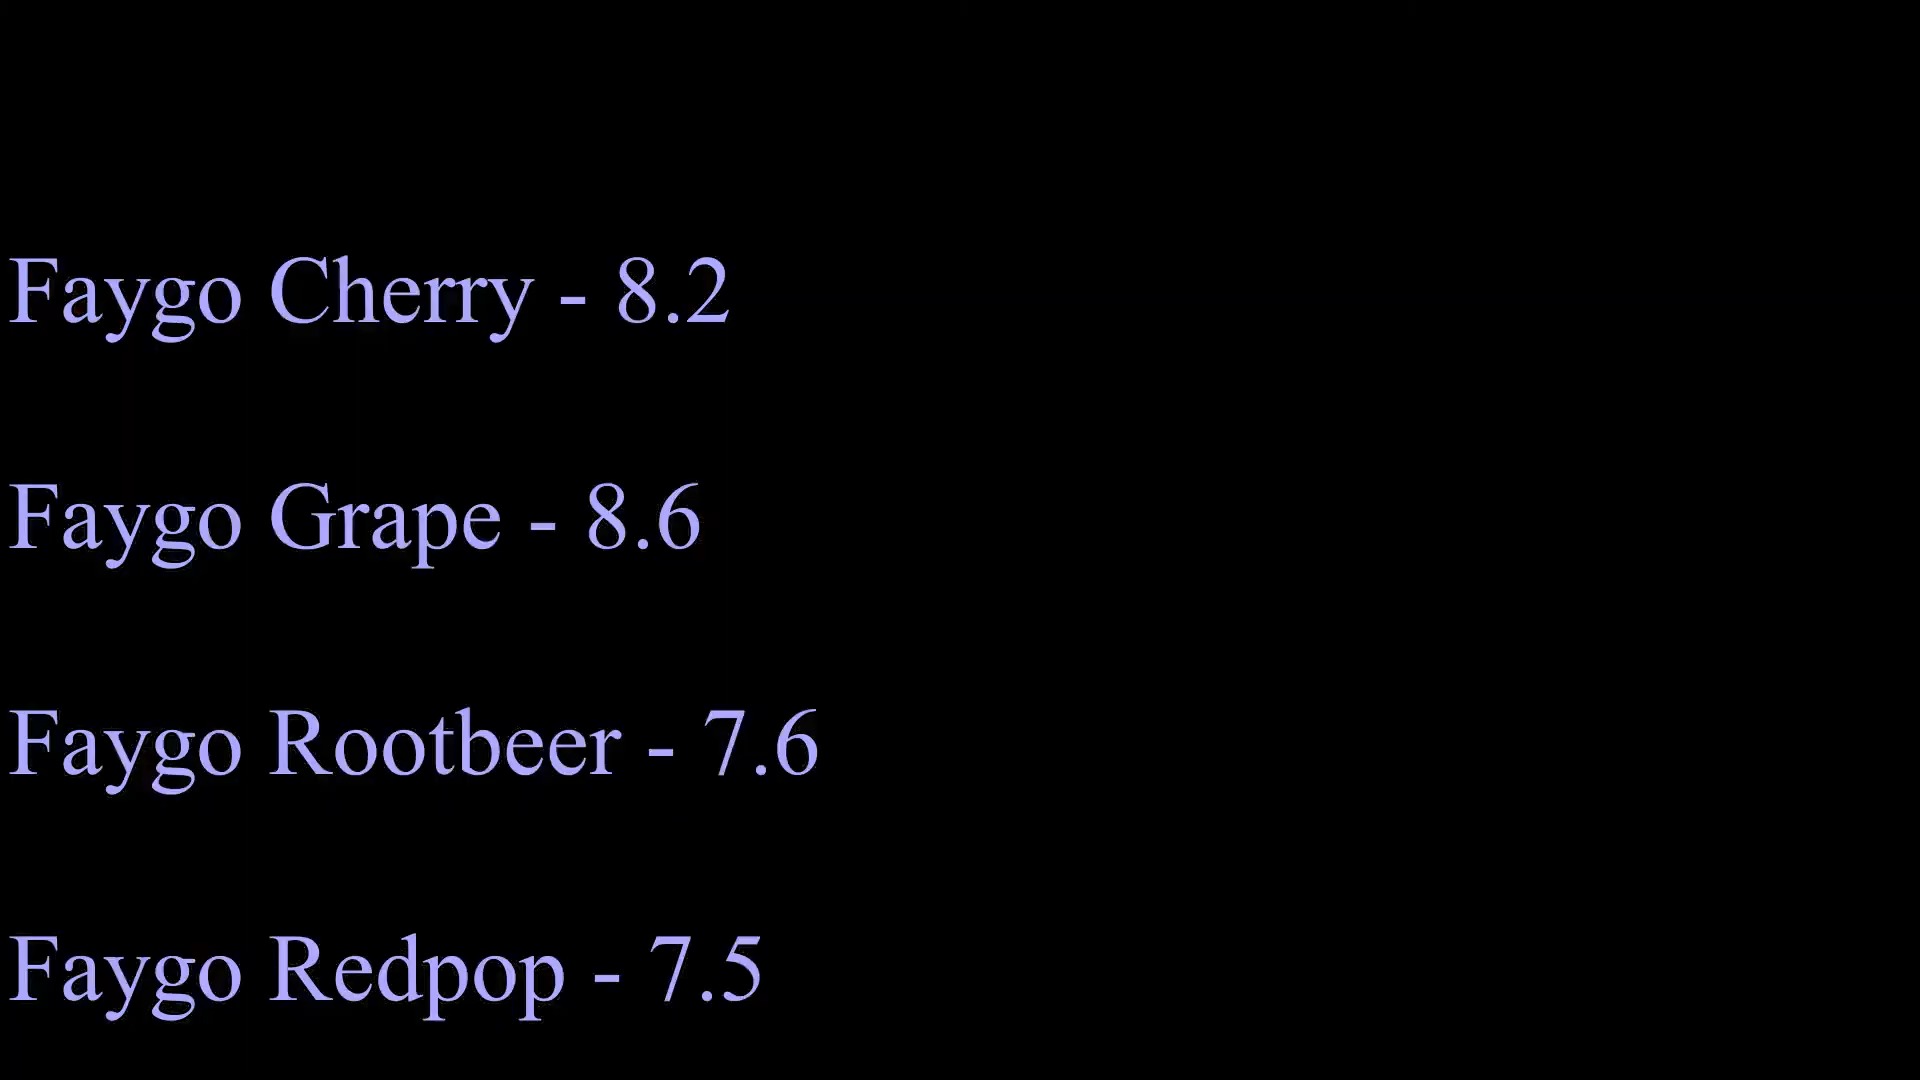 Faygo Cherry - 8.2
Faygo Grape - 8.6
Faygo Rootbeer - 7.6
Faygo Redpop - 7.5